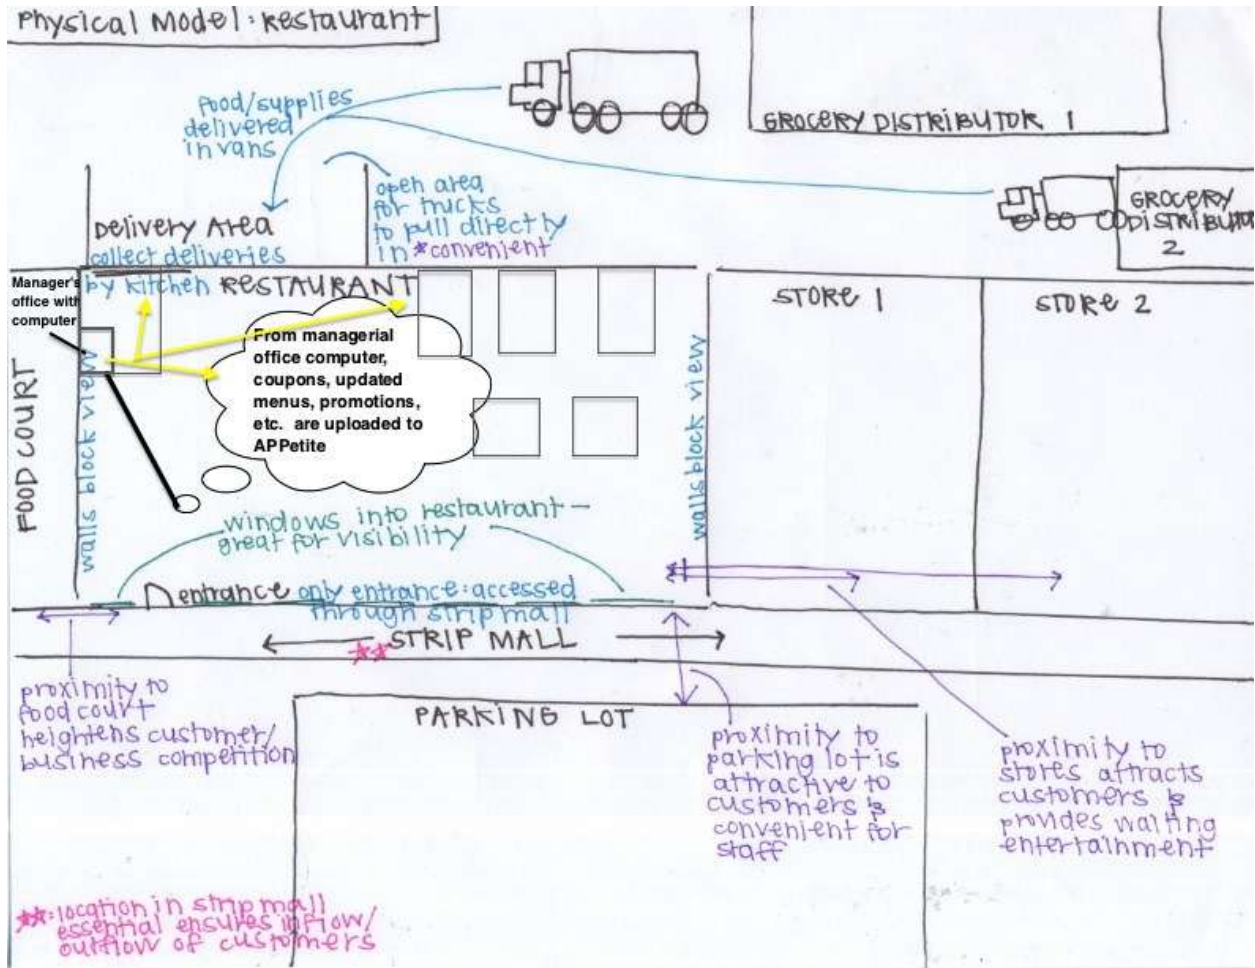 Physical Model: Restaurant
food/supplies
delivered
in vans
GROCERY DISTRIBUTOR 1
open area
for trucks
to pull directly
in *convenient
GROCERY
DISTRIBUTOR
2
Delivery Area
collect deliveries
by kitchen
RESTAURANT
Manager's
office with
computer
STORE 1
STORE 2
From managerial
office computer,
coupons, updated
menus, promotions,
etc. are uploaded to
APPetite
FOOD COURT
walls block view
walls block view
windows into restaurant —
great for visibility
entrance
only entrance: accessed
through strip mall
STRIP MALL
**
proximity to
food court
heightens customer/
business competition
PARKING LOT
proximity to
parking lot is
attractive to
customers &
convenient for
staff
proximity to
stores attracts
customers &
provides waiting
entertainment
**: location in strip mall
essential ensures inflow/
outflow of customers